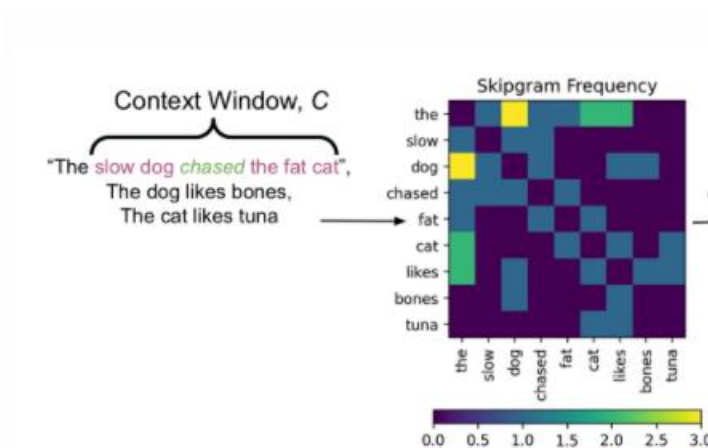 Skipgram Frequency
Context Window, C
"The slow dog chased the fat cat",
The dog likes bones,
The cat likes tuna
the
slow
dog
chased
fat
cat
likes
bones
tuna
the
slow
dog
chased
fat
cat
likes
bones
tuna
0.0 0.5 1.0 1.5 2.0 2.5 3.0